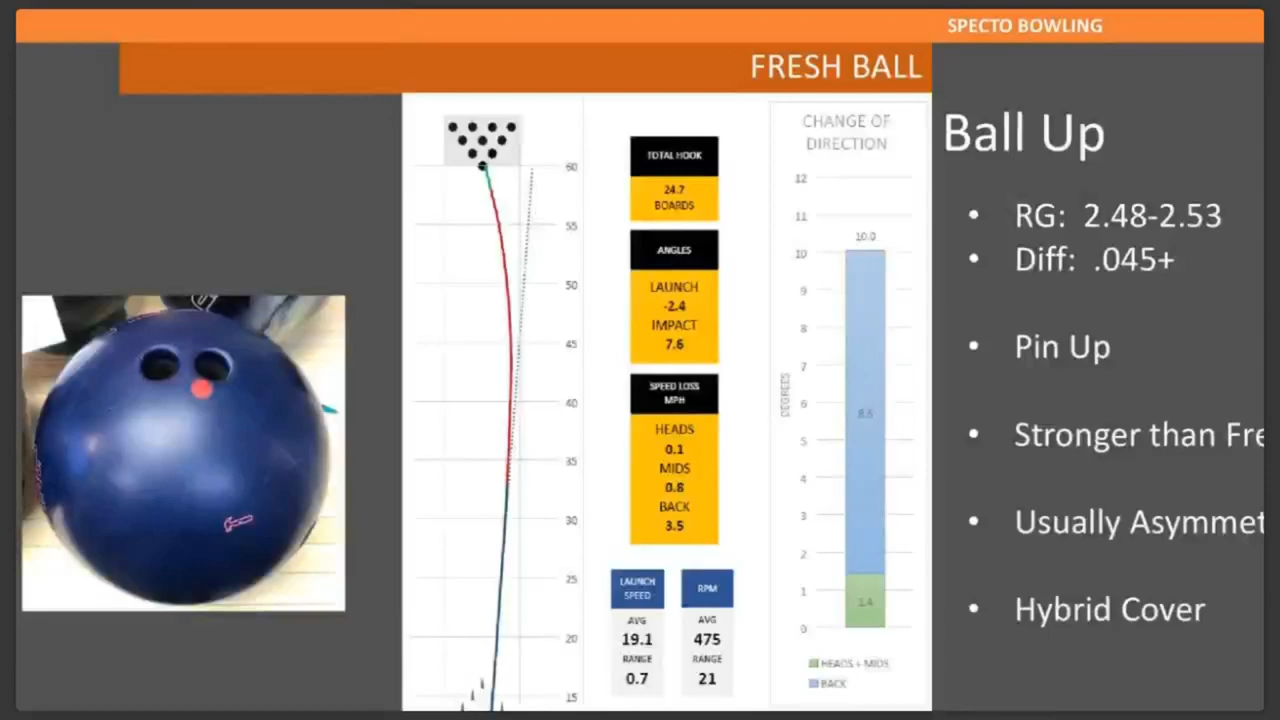 SPECTO BOWLING
FRESH BALL
Ball Up
• RG: 2.48-2.53
• Diff: .045+
• Pin Up
• Stronger than Fre
• Usually Asymmet
• Hybrid Cover
60
55
50
45
40
35
30
25
20
15
TOTAL HOOK
24.7
BOARDS
ANGLES
LAUNCH
-2.4
IMPACT
7.6
SPEED LOSS
MPH
HEADS
0.1
MIDS
0.8
BACK
3.5
LAUNCH
SPEED
AVG
19.1
RANGE
0.7
RPM
AVG
475
RANGE
21
CHANGE OF
DIRECTION
DEGREES
12
11
10
9
8
7
6
5
4
3
2
1
0
10.0
1.4
HEADS + MIDS
BACK